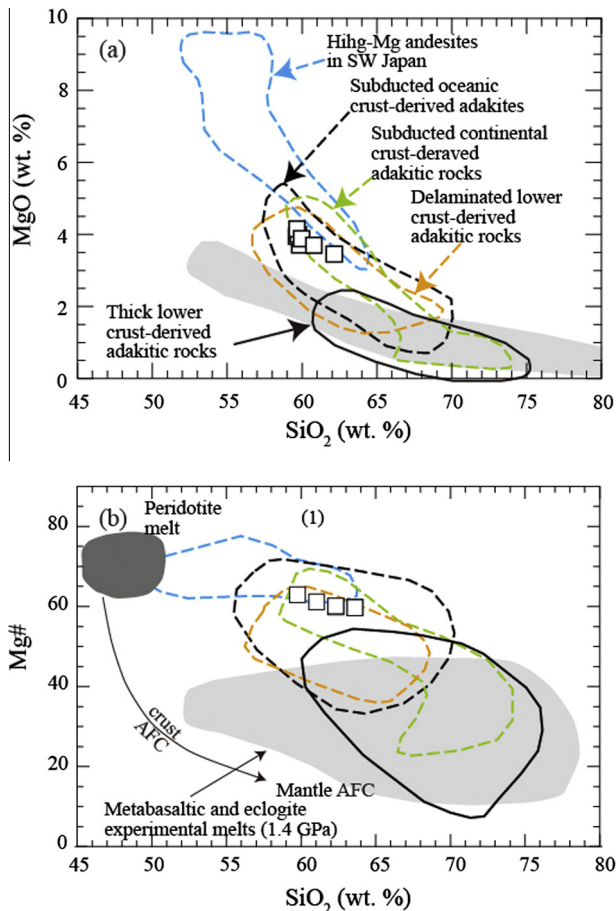 10
(a)
Hihg-Mg andesites
in SW Japan
Subducted oceanic
crust-derived adakites
8
Subducted continental
crust-deraved
adakitic rocks
6
Delaminated lower
crust-derived
adakitic rocks
MgO (wt. %)
4
2
Thick lower
crust-derived
adakitic rocks
0
45 50 55 60 65 70 75 80
SiO₂ (wt. %)
(b)
Peridotite
melt
(1)
80
60
Mg#
40
crust
AFC
20
Mantle AFC
Metabasaltic and eclogite
experimental melts (1.4 GPa)
0
45 50 55 60 65 70 75 80
SiO₂ (wt. %)